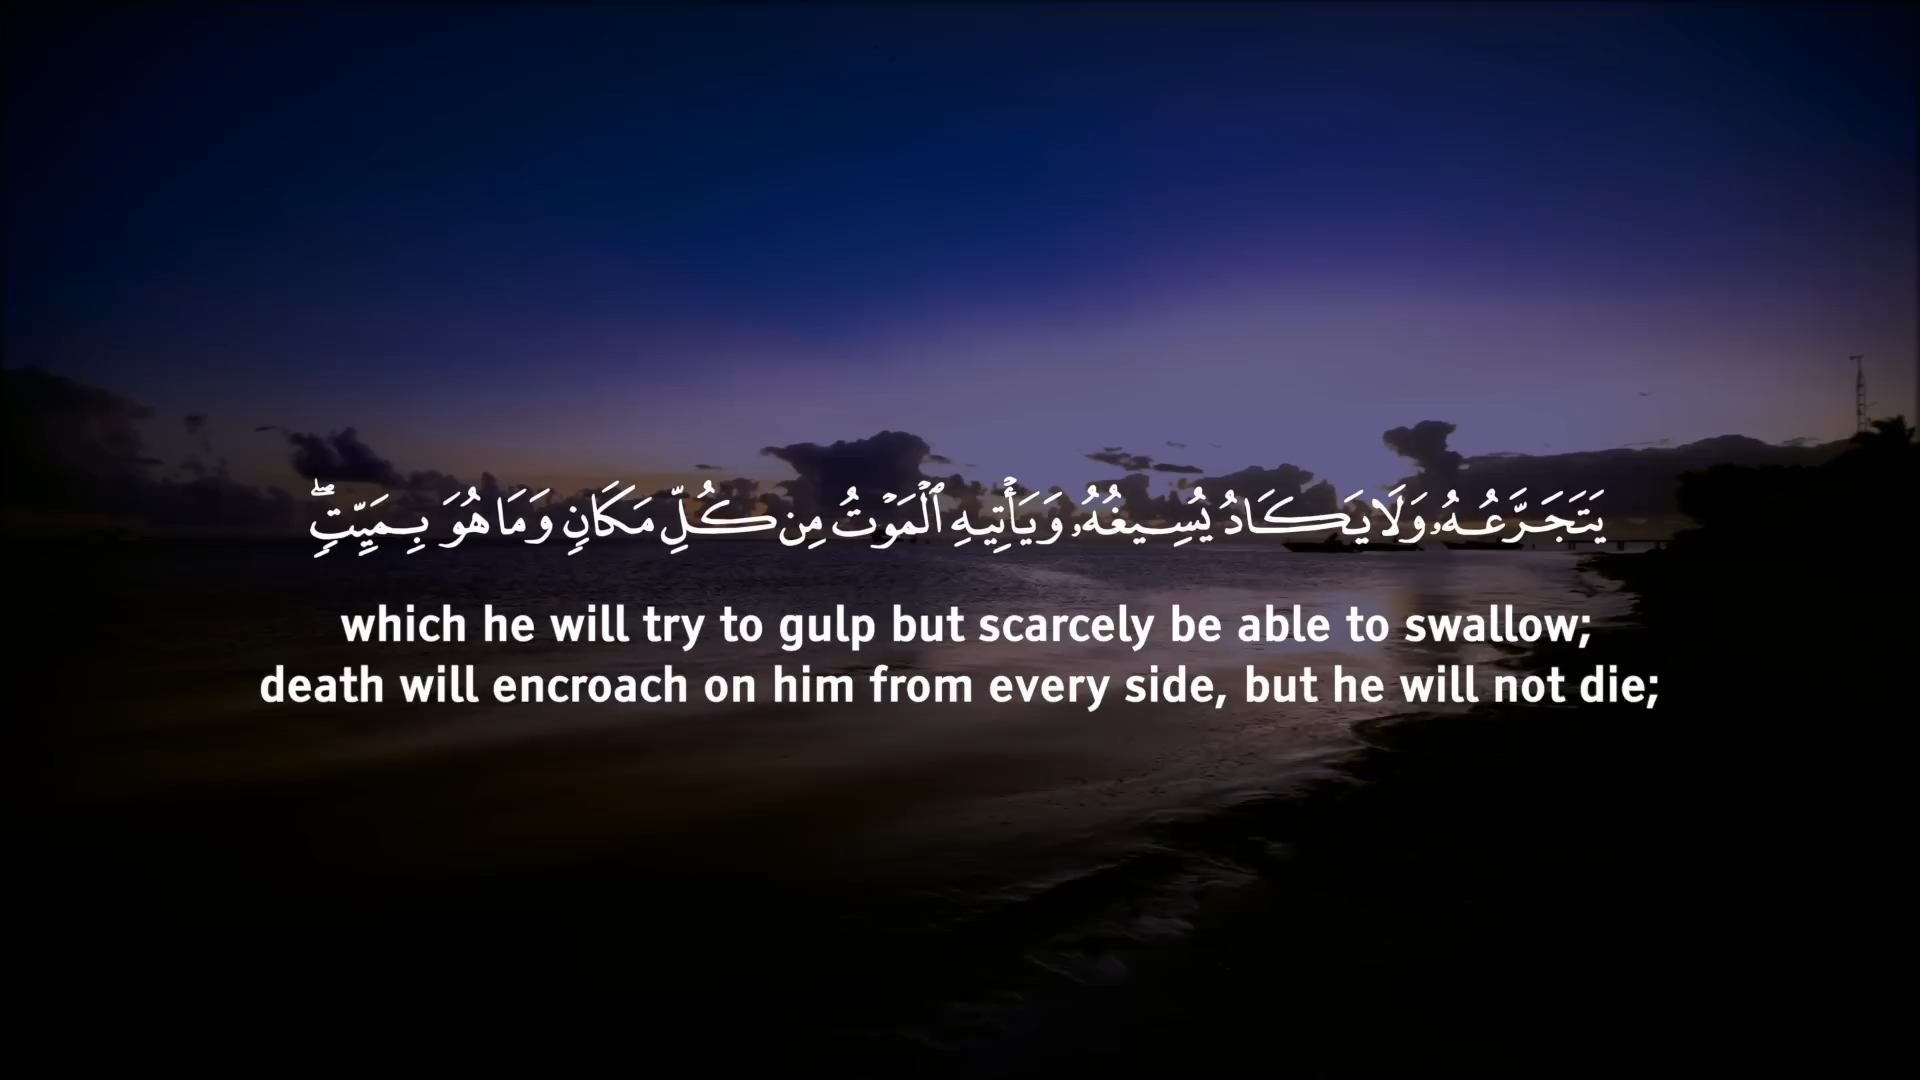 يَتَجَرَّعُهُۥ وَلَا يَكَادُ يُسِيغُهُۥ وَيَأْتِيهِ ٱلْمَوْتُ مِن كُلِّ مَكَانٍ وَمَا هُوَ بِمَيِّتٍ ۖ
which he will try to gulp but scarcely be able to swallow;
death will encroach on him from every side, but he will not die;